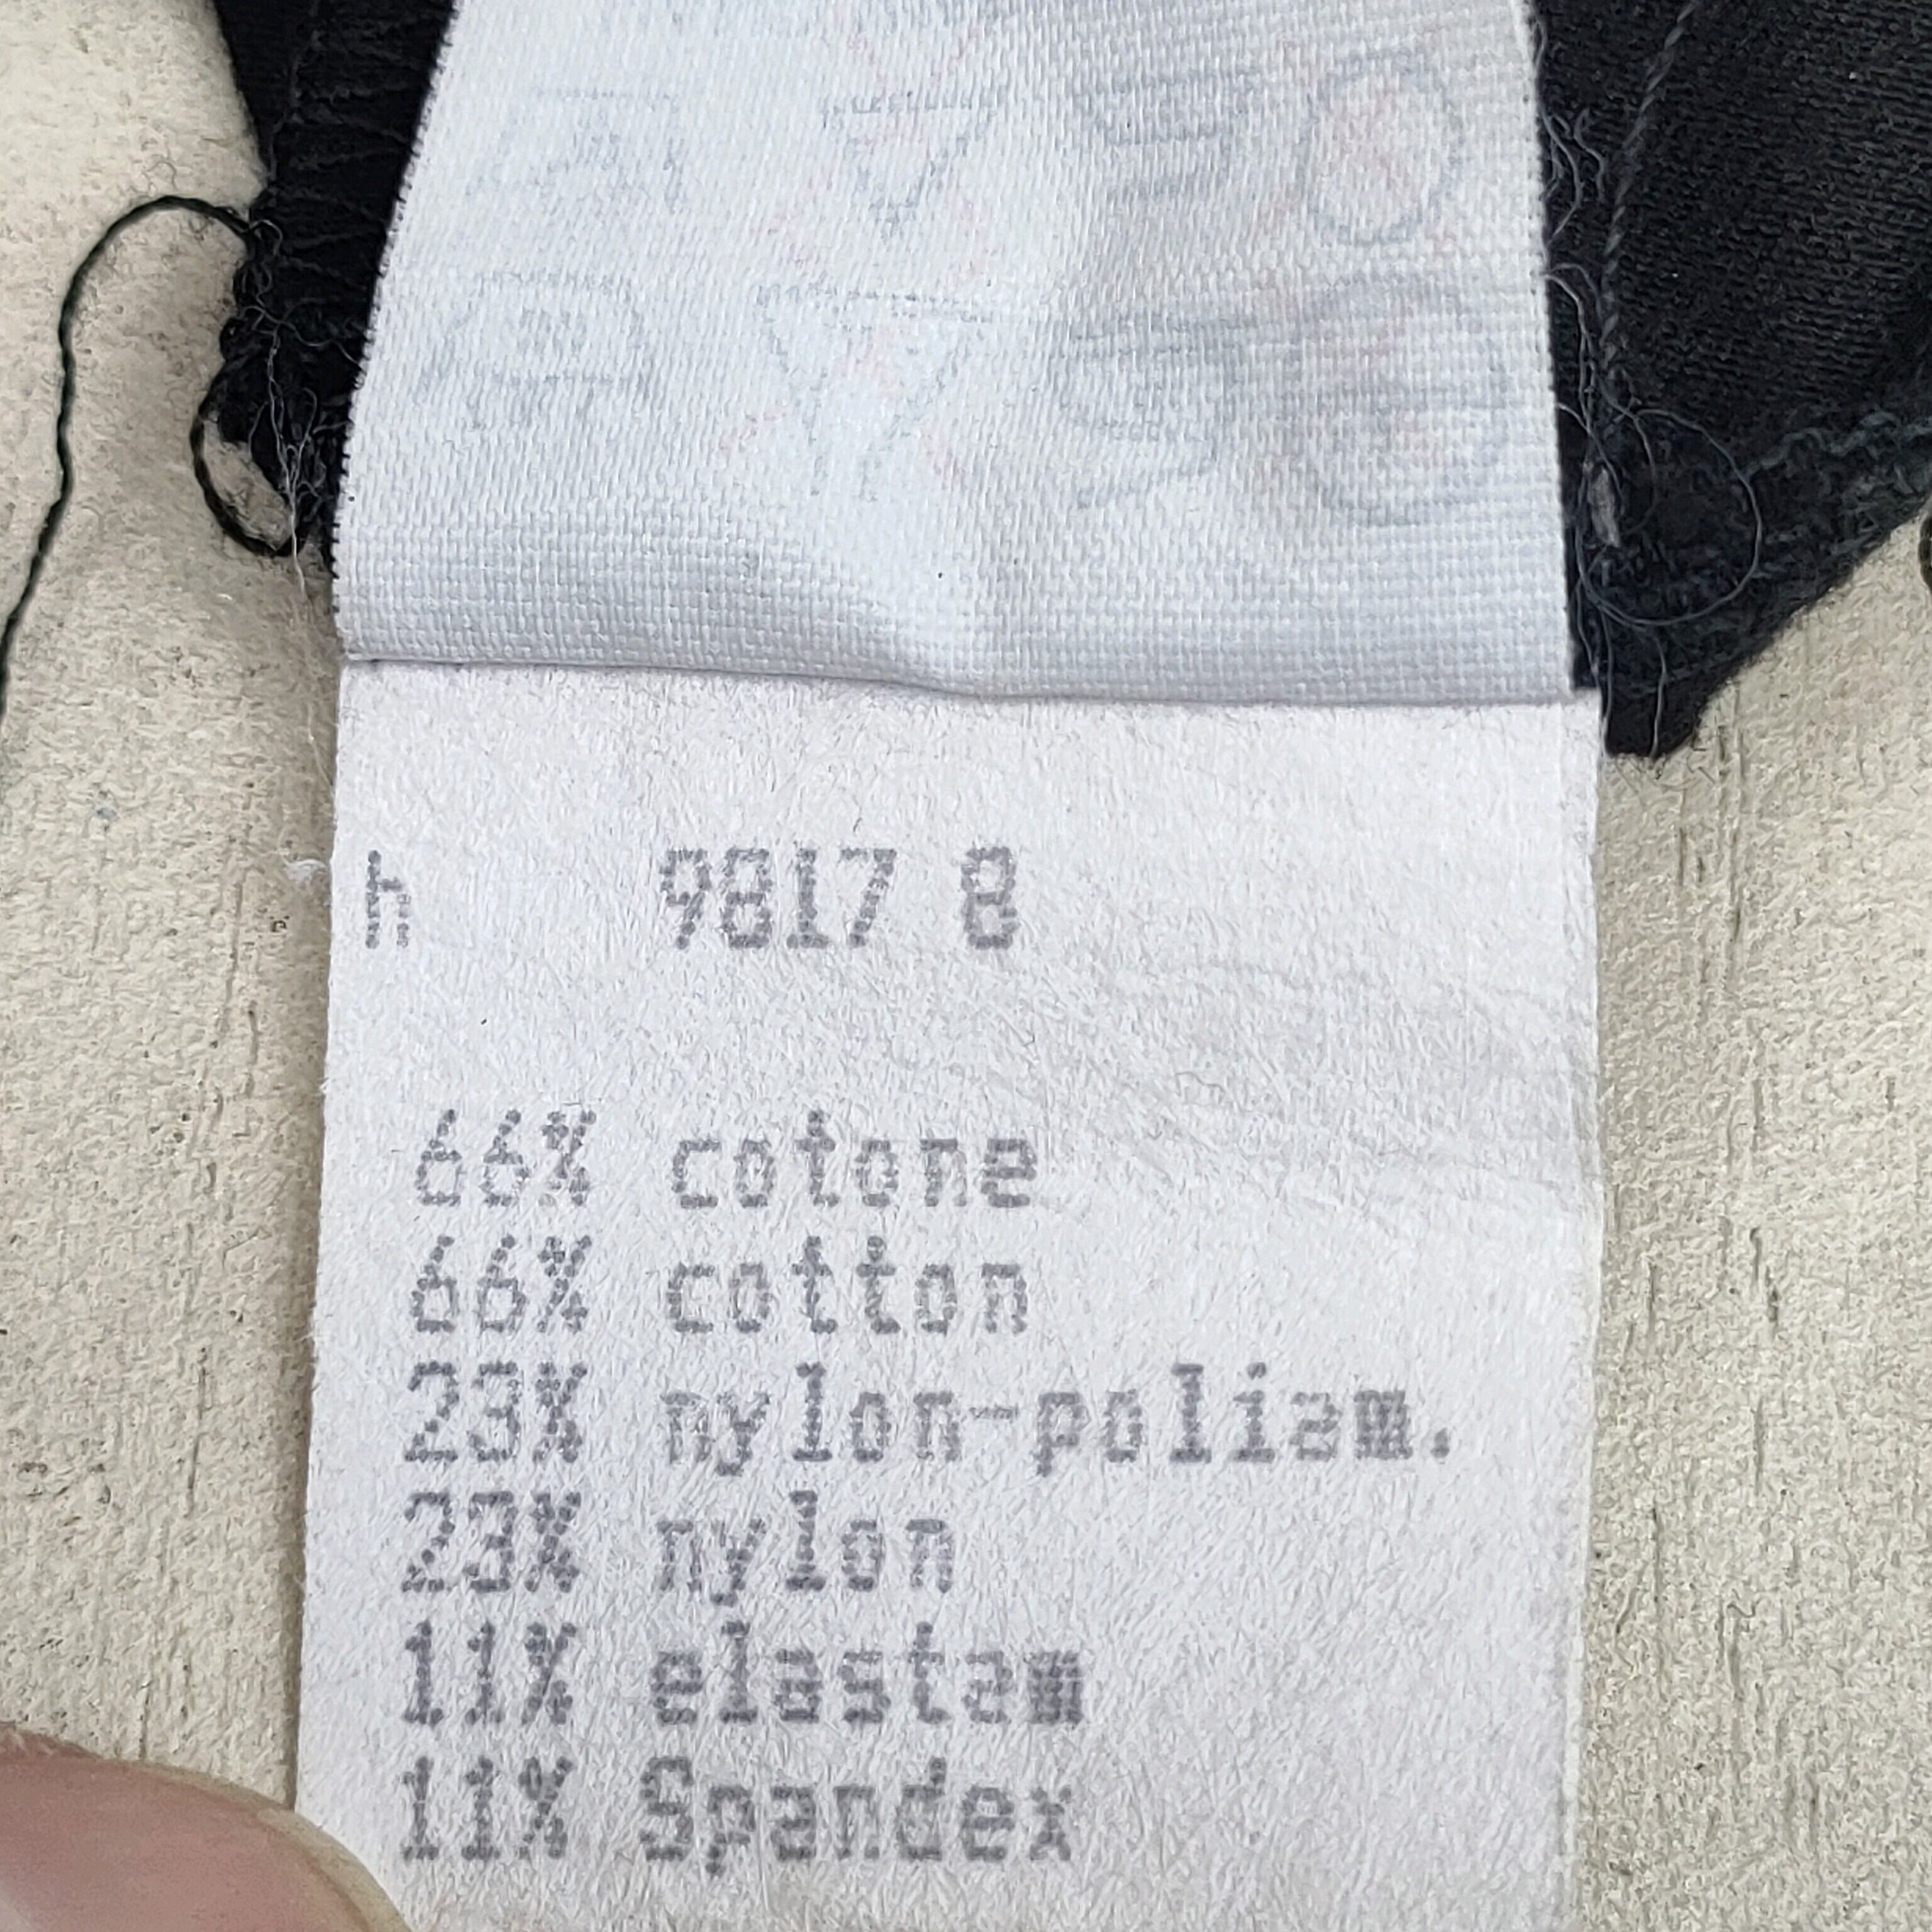 h 9817 8
66% cotone
66% cotton
23% nylon-poliam.
23% nylon
11% elastam
11% Spandex